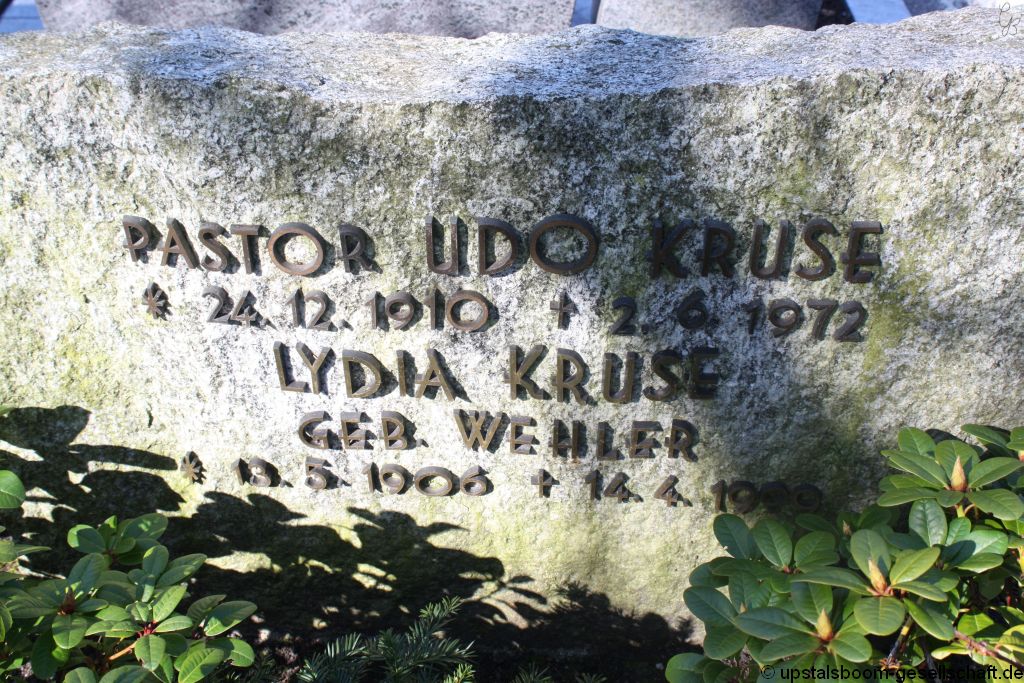 PASTOR UDO KRUSE
* 24.12.1910 † 2.6.1972
LYDIA KRUSE
GEB. WEHLER
* 13.5.1906 † 14.4.
© upstalsboom-gesellschaft.de